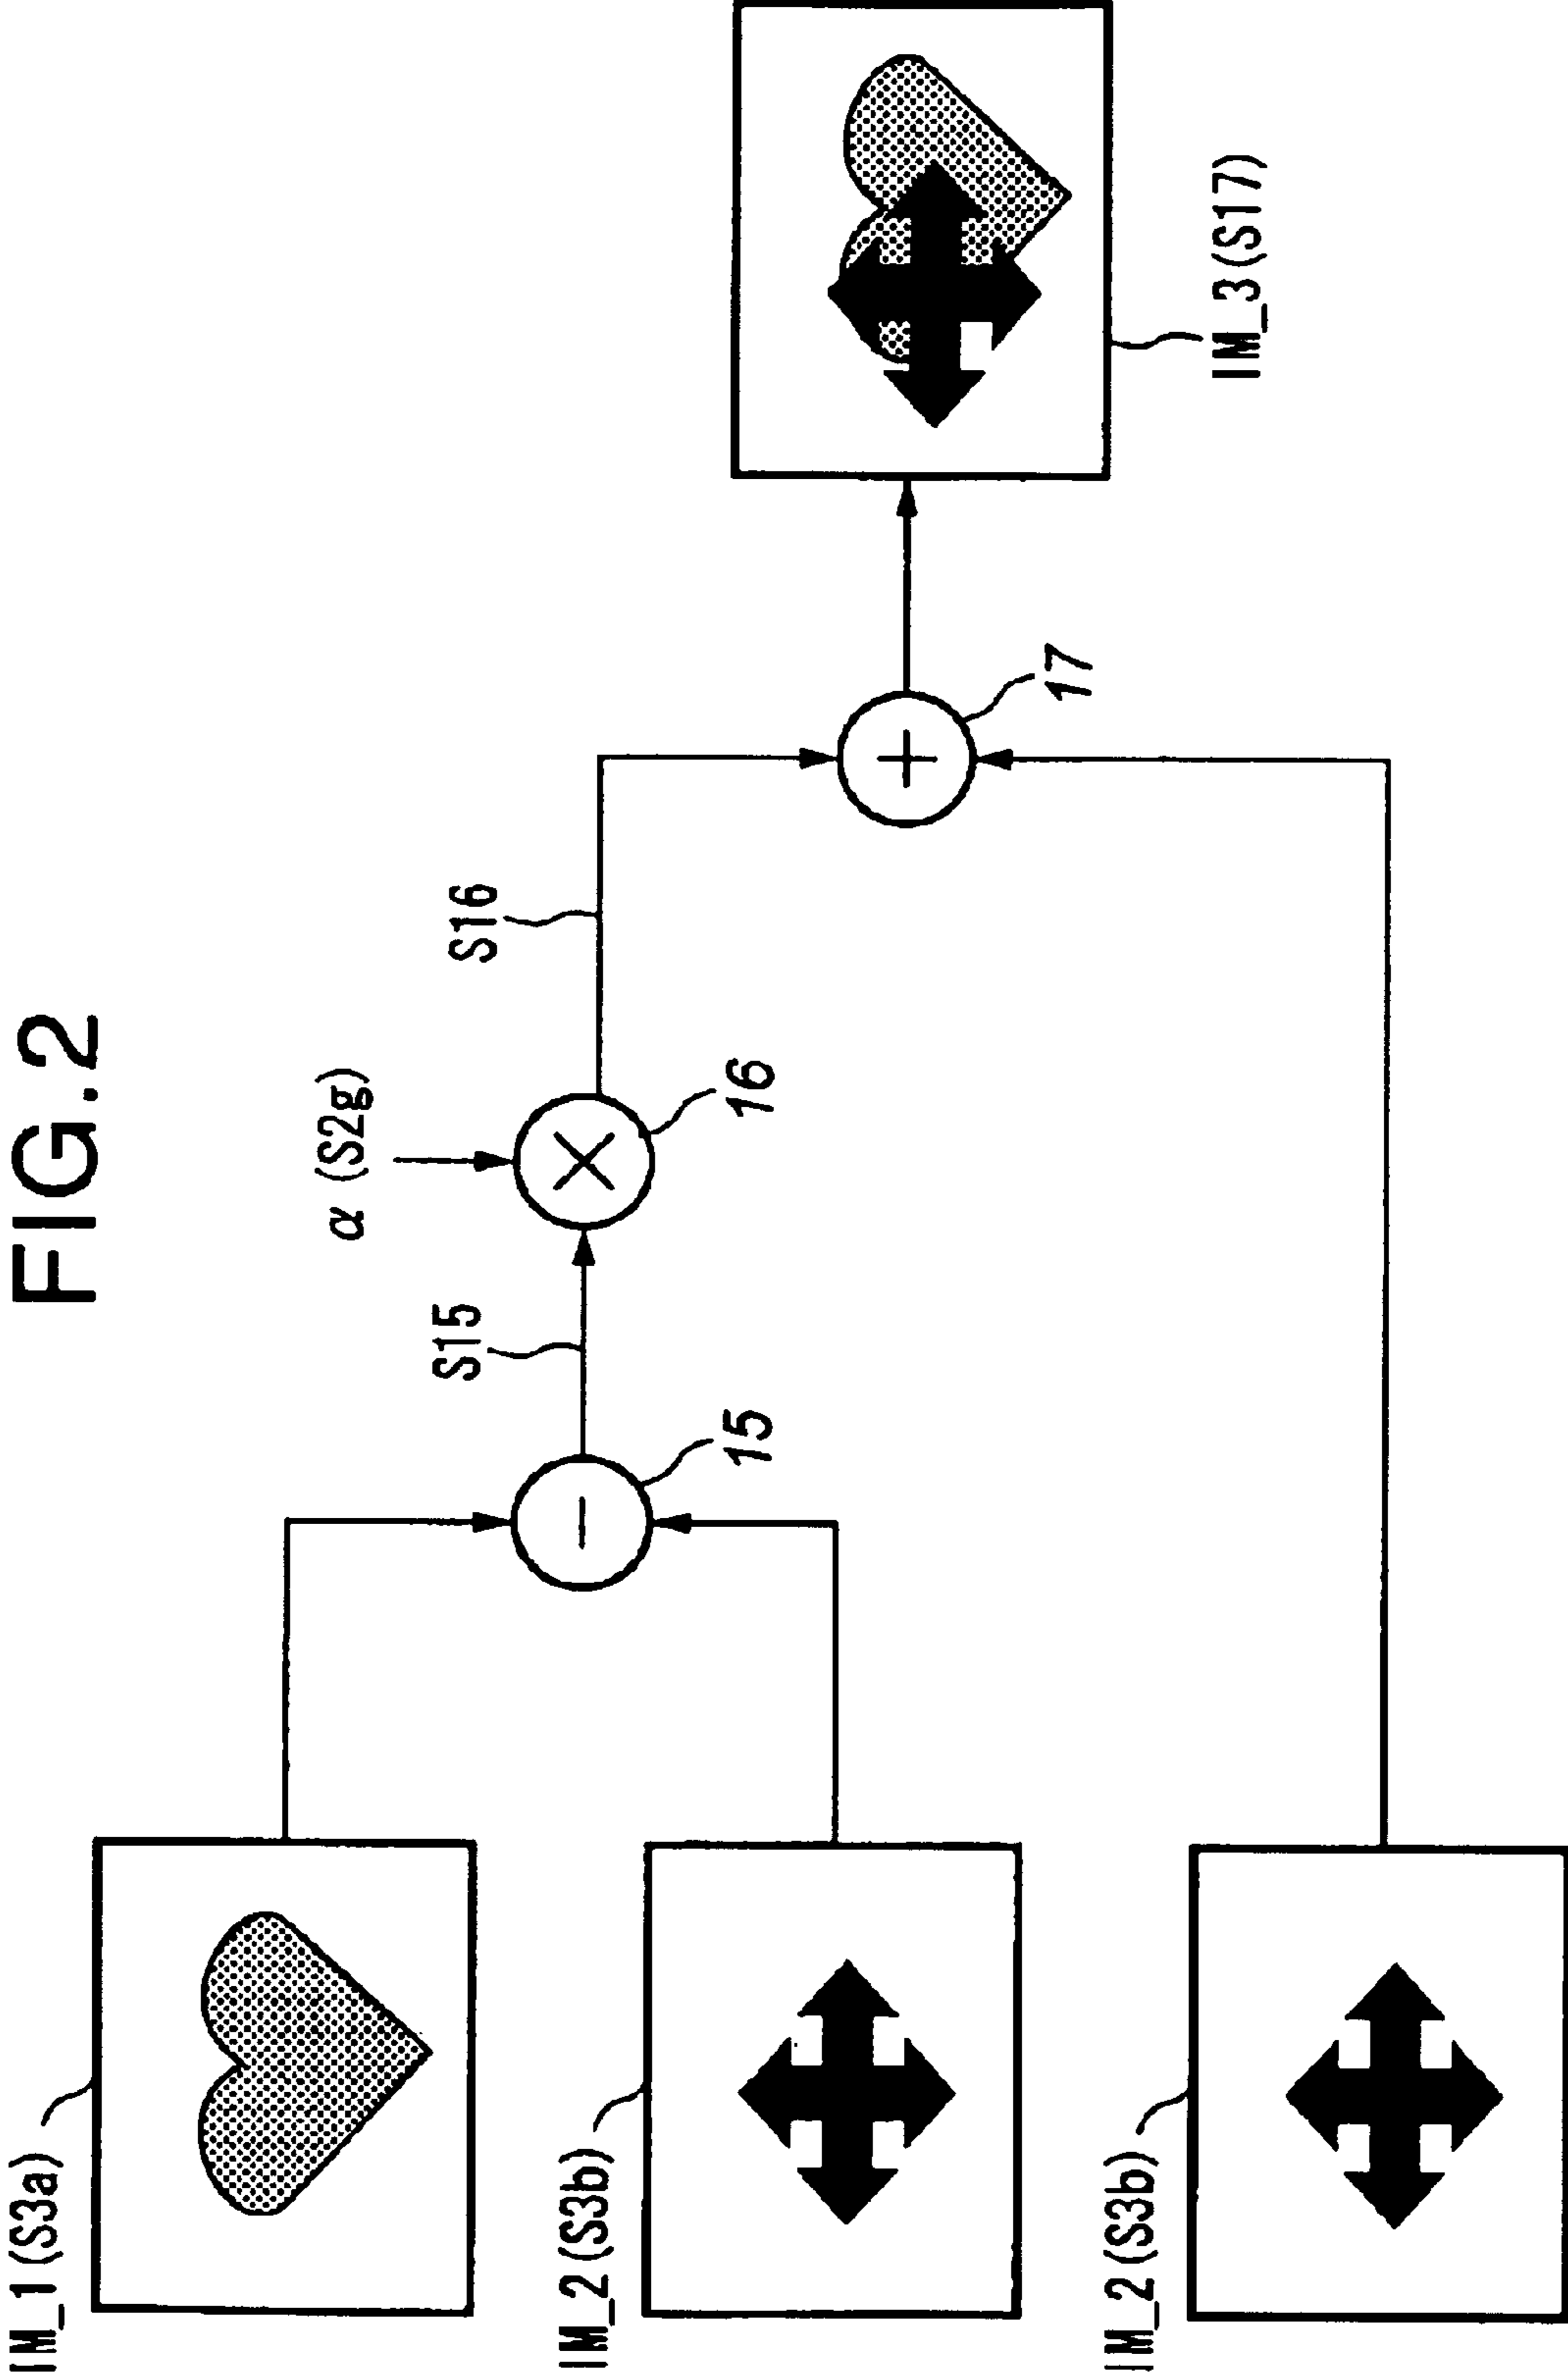 FIG.2
IM_1(S3a)
IM_2(S3b)
IM_2(S3b)
15
S15
α (S2g)
16
S16
17
IM_3(S17)